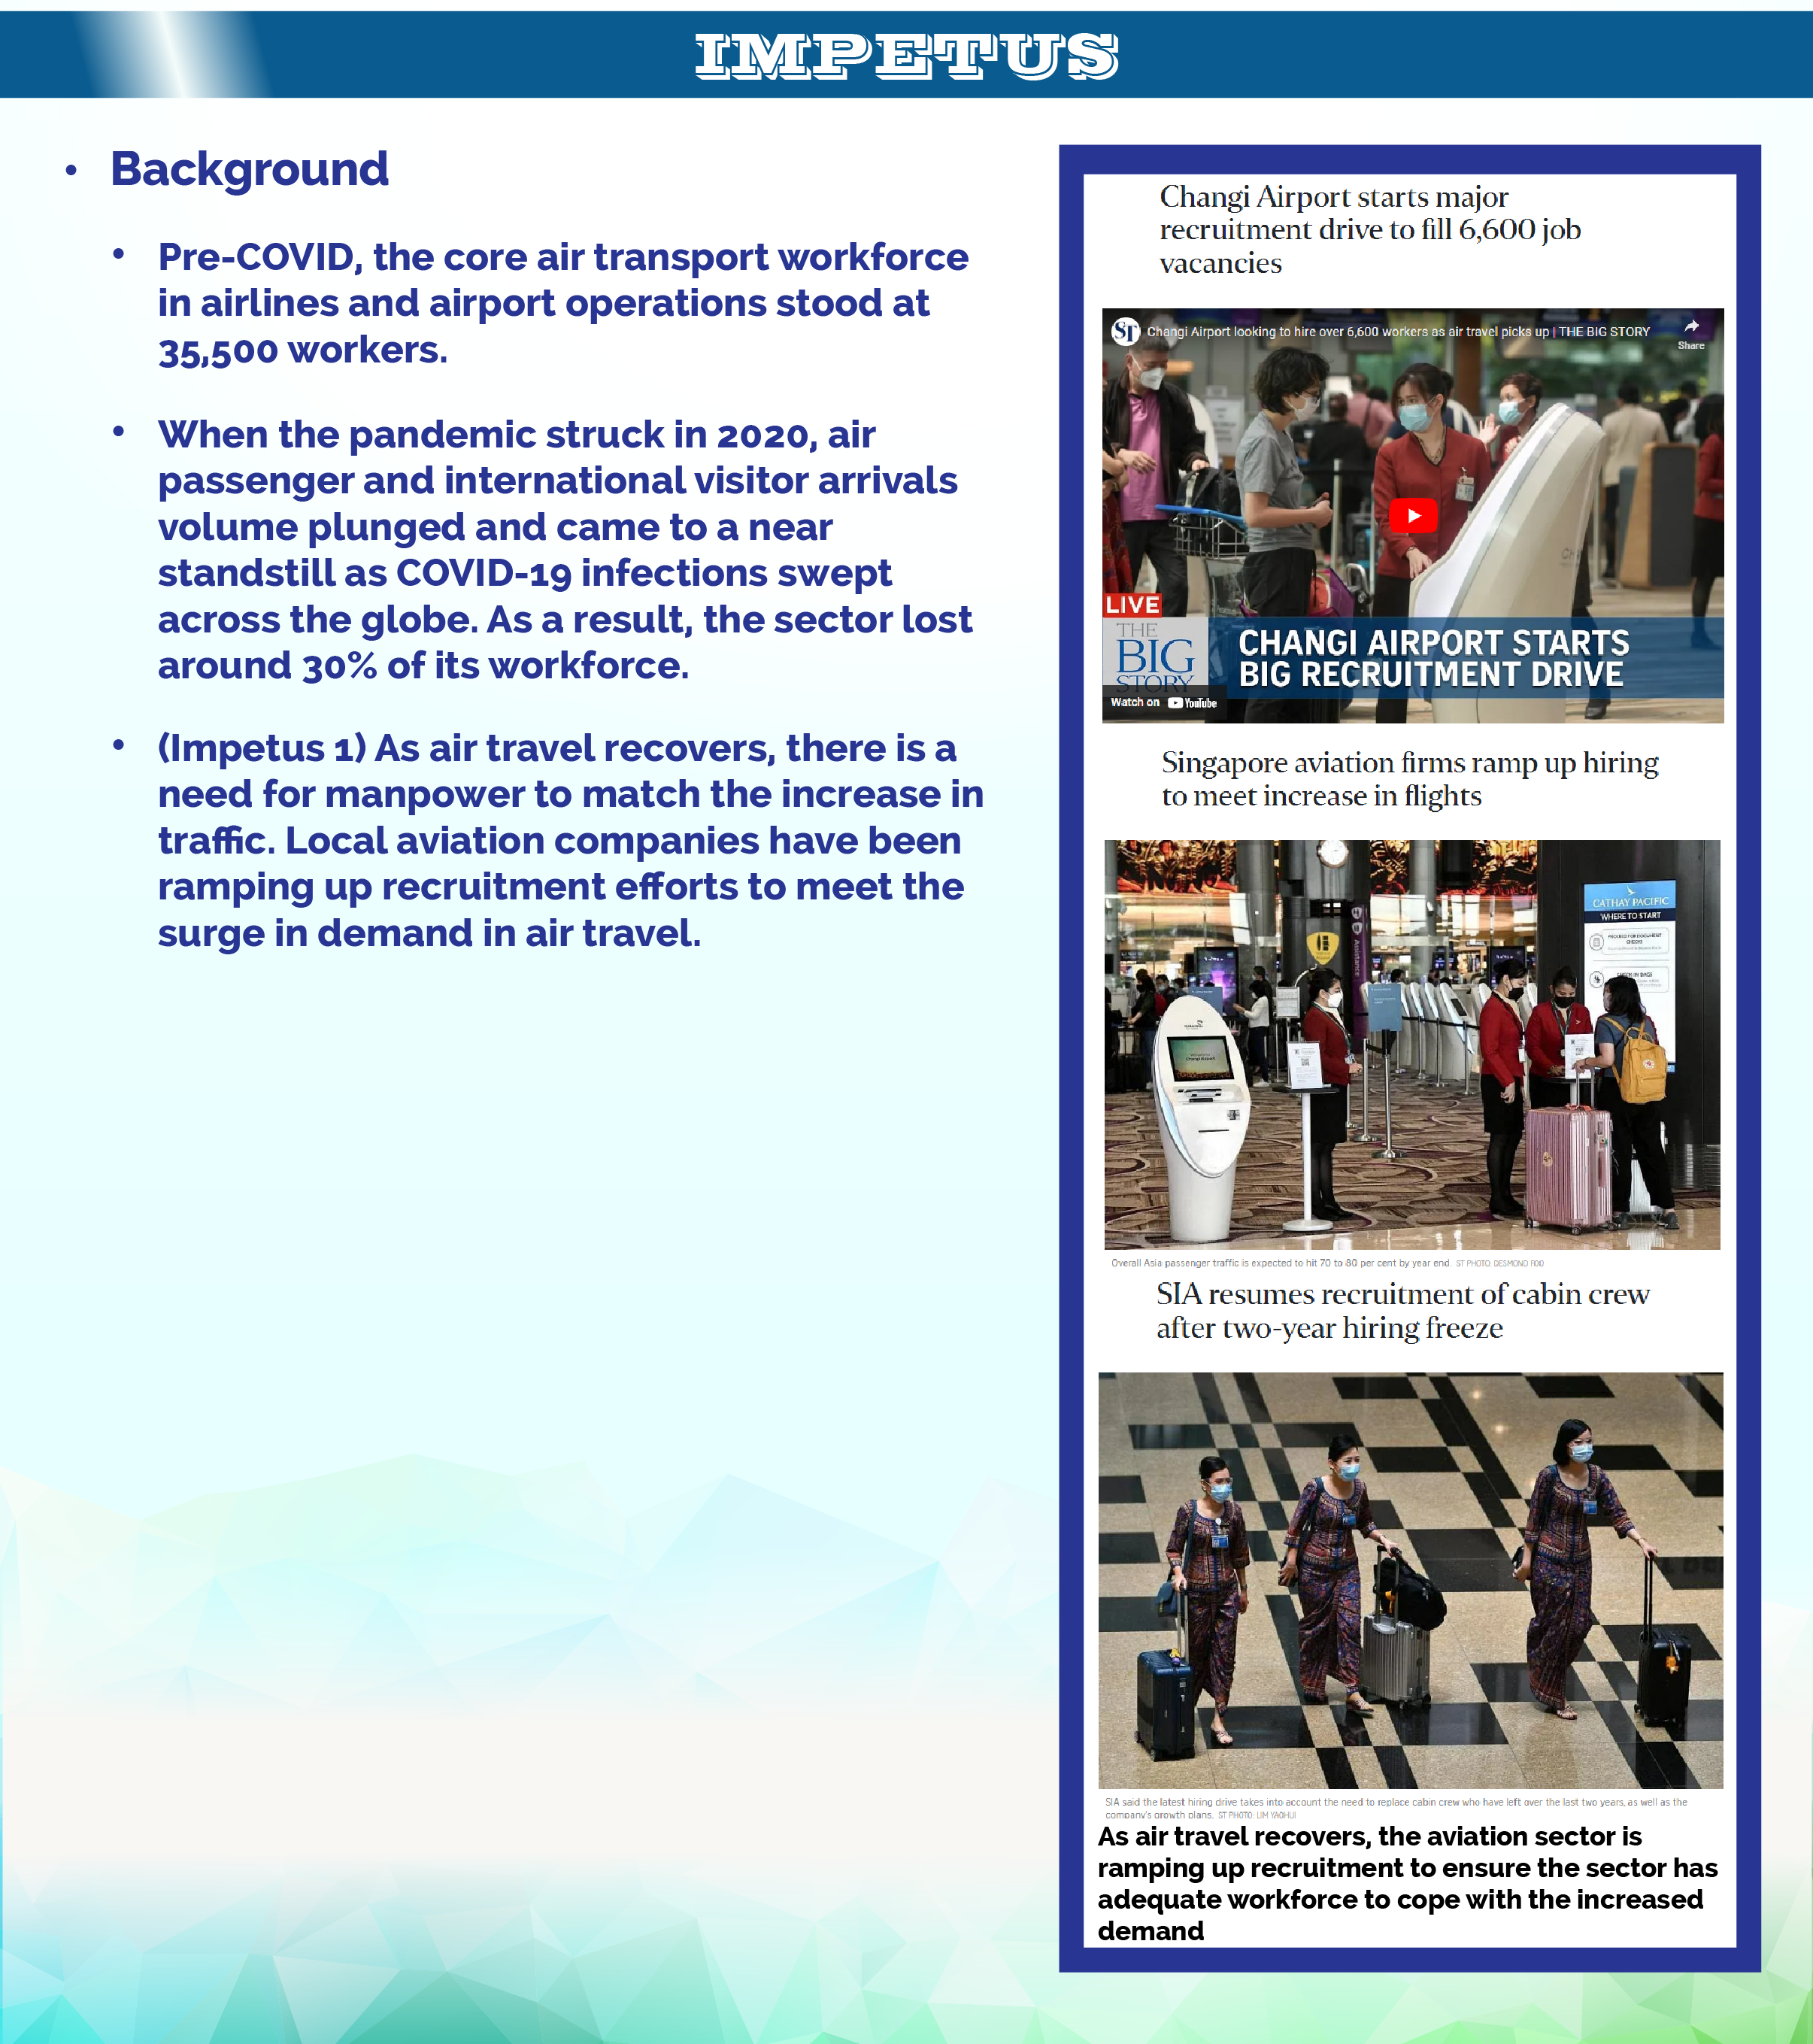 IMPETUS
• Background
• Pre-COVID, the core air transport workforce
in airlines and airport operations stood at
35,500 workers.
• When the pandemic struck in 2020, air
passenger and international visitor arrivals
volume plunged and came to a near
standstill as COVID-19 infections swept
across the globe. As a result, the sector lost
around 30% of its workforce.
• (Impetus 1) As air travel recovers, there is a
need for manpower to match the increase in
traffic. Local aviation companies have been
ramping up recruitment efforts to meet the
surge in demand in air travel.
Changi Airport starts major
recruitment drive to fill 6,600 job
vacancies
ST Changi Airport looking to hire over 6,600 workers as air travel picks up | THE BIG STORY
Share
LIVE
THE
BIG
STORY
CHANGI AIRPORT STARTS
BIG RECRUITMENT DRIVE
Watch on YouTube
Singapore aviation firms ramp up hiring
to meet increase in flights
CATHAY PACIFIC
WHERE TO START
Assistance
Overall Asia passenger traffic is expected to hit 70 to 80 per cent by year end. ST PHOTO: DESMOND FOO
SIA resumes recruitment of cabin crew
after two-year hiring freeze
SIA said the latest hiring drive takes into account the need to replace cabin crew who have left over the last two years, as well as the
company's growth plans. ST PHOTO: LIM YAOHUI
As air travel recovers, the aviation sector is
ramping up recruitment to ensure the sector has
adequate workforce to cope with the increased
demand